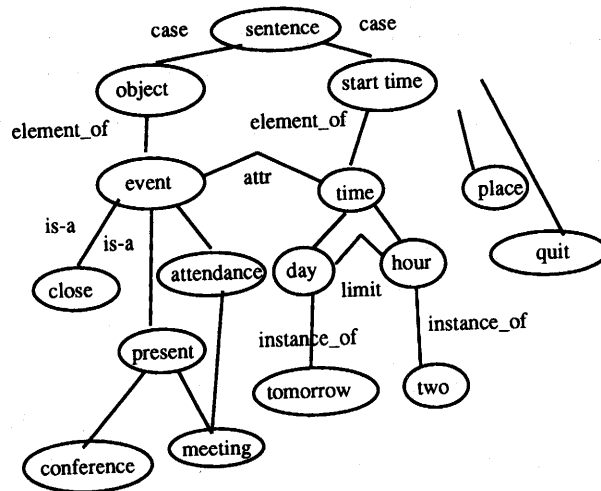 case sentence case
object start time
element_of element_of
event attr time place
is-a is-a attendance day hour quit
close limit
present instance_of instance_of
tomorrow two
conference meeting